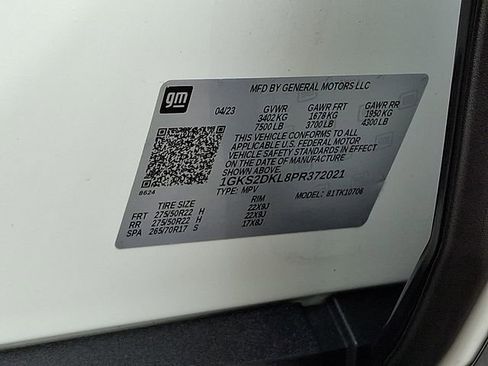 MFD BY GENERAL MOTORS LLC
gm
04/23 GVWR GAWR FRT GAWR RR
3402 KG 1678 KG 1950 KG
7500 LB 3700 LB 4300 LB
THIS VEHICLE CONFORMS TO ALL
APPLICABLE U.S. FEDERAL MOTOR
VEHICLE SAFETY STANDARDS IN EFFECT
ON THE DATE OF MANUFACTURE
SHOWN ABOVE.
1GKS2DKL8PR372021
TYPE: MPV MODEL: 81TK10706
8624
TIRE SIZE RIM
FRT 275/50R22 H 22X9J
RR 275/50R22 H 22X9J
SPA 265/70R17 S 17X8J